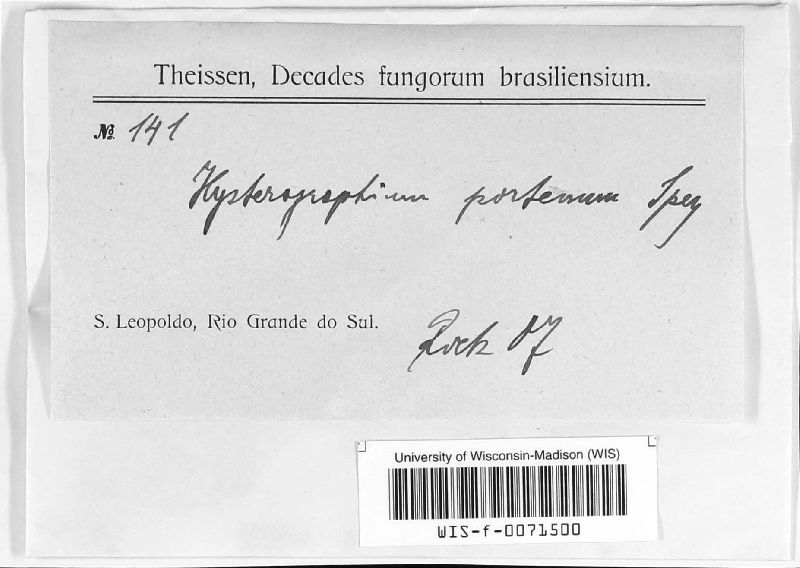 Theissen, Decades fungorum brasiliensium.
№ 141
Hysterographium portenum Speg
S. Leopoldo, Rio Grande do Sul.
07
University of Wisconsin-Madison (WIS)
WIS-f-0071500